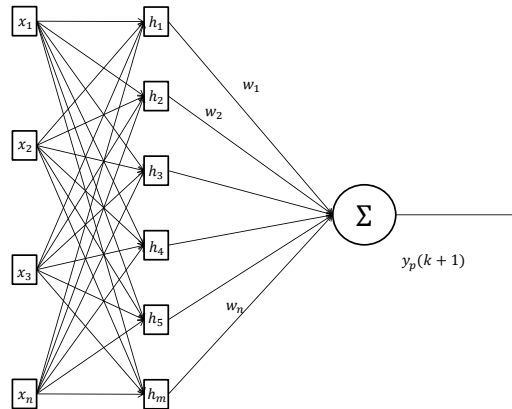 x₁
x₂
x₃
xₙ
h₁
h₂
h₃
h₄
h₅
hₘ
w₁
w₂
wₙ
Σ
yₚ(k + 1)